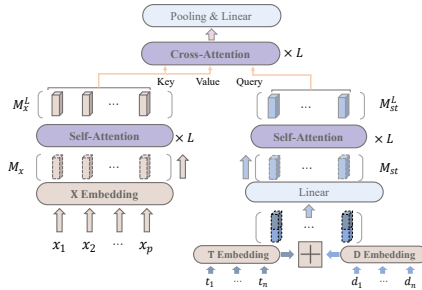 Pooling & Linear
Cross-Attention × L
Key Value Query
M_x^L ... ... M_st^L
Self-Attention × L Self-Attention × L
M_x ... ... M_st
X Embedding Linear
...
x_1 x_2 ... x_p T Embedding + D Embedding
t_1 ... t_n d_1 ... d_n